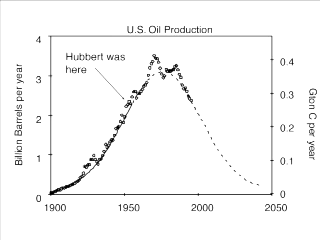 U.S. Oil Production
4
3
2
1
0
Billion Barrels per year
Hubbert was
here
0.4
0.3
0.2
0.1
0
Gton C per year
1900
1950
2000
2050